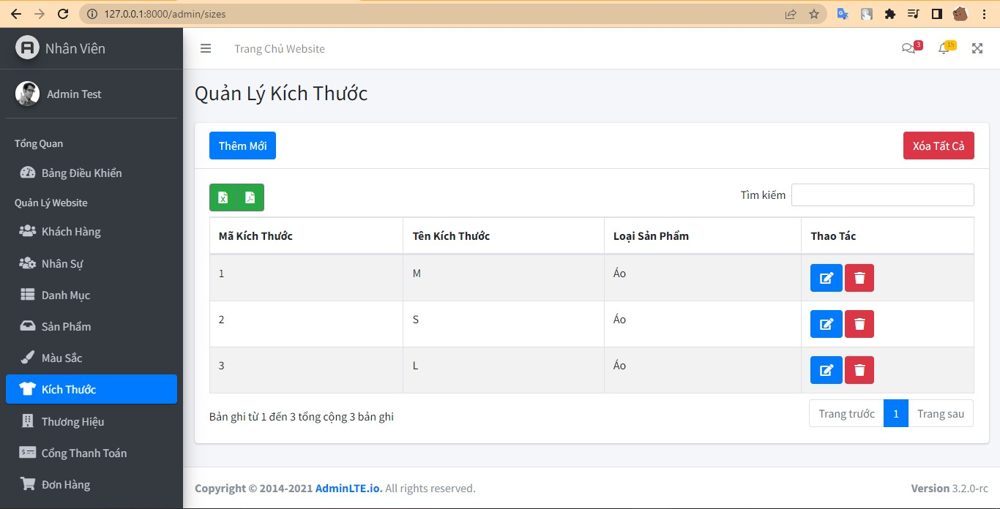 127.0.0.1:8000/admin/sizes
Nhân Viên
Trang Chủ Website
3
15
Admin Test
Quản Lý Kích Thước
Tổng Quan
Bảng Điều Khiển
Quản Lý Website
Khách Hàng
Nhân Sự
Danh Mục
Sản Phẩm
Màu Sắc
Kích Thước
Thương Hiệu
Cổng Thanh Toán
Đơn Hàng
Thêm Mới
Xóa Tất Cả
Tìm kiếm
Mã Kích Thước Tên Kích Thước Loại Sản Phẩm Thao Tác
1 M Áo
2 S Áo
3 L Áo
Bản ghi từ 1 đến 3 tổng cộng 3 bản ghi
Trang trước 1 Trang sau
Copyright © 2014-2021 AdminLTE.io. All rights reserved.
Version 3.2.0-rc